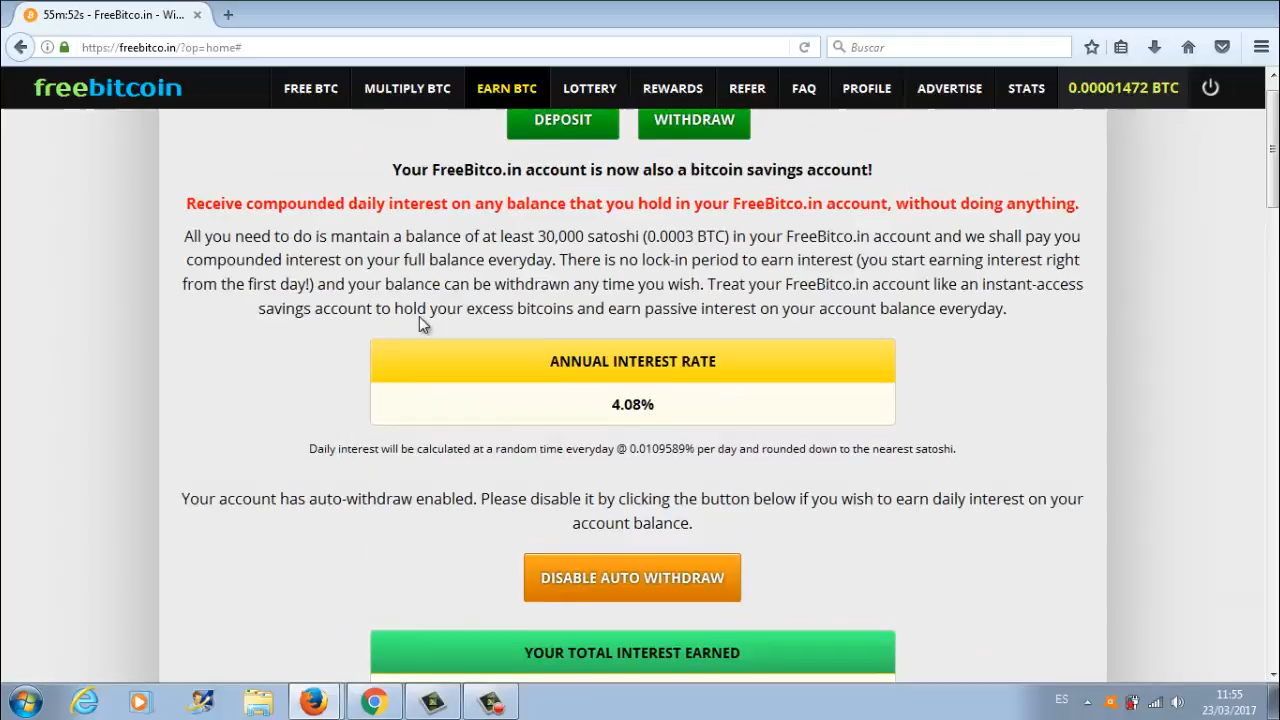 55m:52s - FreeBitco.in - Wi...
https://freebitco.in/?op=home#
Buscar
freebitcoin
FREE BTC MULTIPLY BTC EARN BTC LOTTERY REWARDS REFER FAQ PROFILE ADVERTISE STATS 0.00001472 BTC
DEPOSIT WITHDRAW
Your FreeBitco.in account is now also a bitcoin savings account!
Receive compounded daily interest on any balance that you hold in your FreeBitco.in account, without doing anything.
All you need to do is mantain a balance of at least 30,000 satoshi (0.0003 BTC) in your FreeBitco.in account and we shall pay you
compounded interest on your full balance everyday. There is no lock-in period to earn interest (you start earning interest right
from the first day!) and your balance can be withdrawn any time you wish. Treat your FreeBitco.in account like an instant-access
savings account to hold your excess bitcoins and earn passive interest on your account balance everyday.
ANNUAL INTEREST RATE
4.08%
Daily interest will be calculated at a random time everyday @ 0.0109589% per day and rounded down to the nearest satoshi.
Your account has auto-withdraw enabled. Please disable it by clicking the button below if you wish to earn daily interest on your
account balance.
DISABLE AUTO WITHDRAW
YOUR TOTAL INTEREST EARNED
ES
11:55
23/03/2017